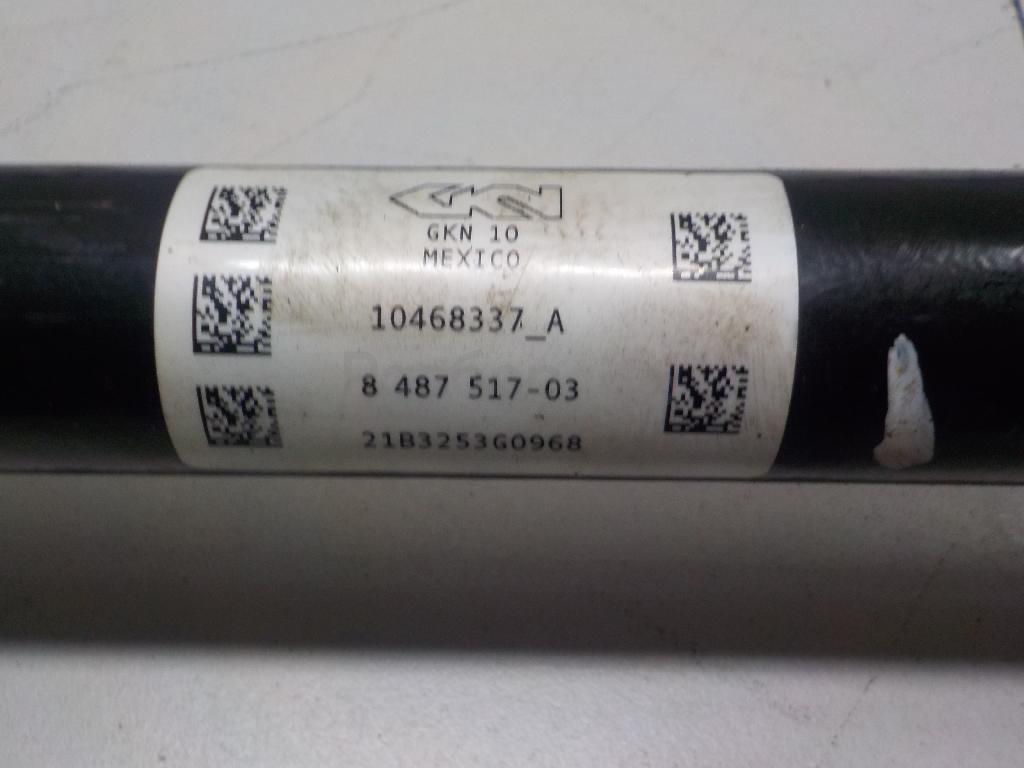 GKN 10
MEXICO
10468337_A
8 487 517-03
21B3253G0968